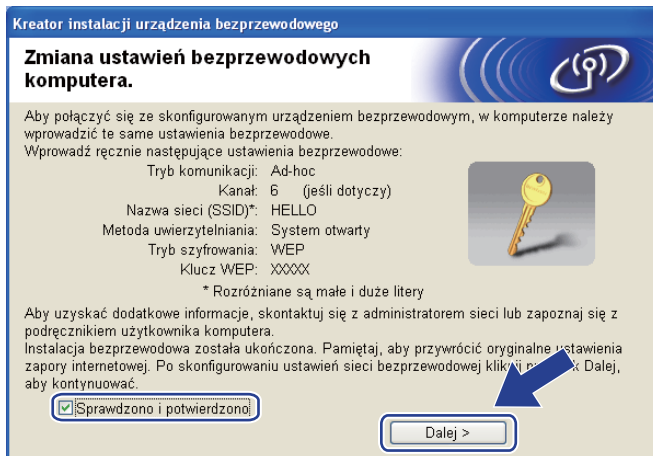 Kreator instalacji urządzenia bezprzewodowego
Zmiana ustawień bezprzewodowych
komputera.
Aby połączyć się ze skonfigurowanym urządzeniem bezprzewodowym, w komputerze należy
wprowadzić te same ustawienia bezprzewodowe.
Wprowadź ręcznie następujące ustawienia bezprzewodowe:
Tryb komunikacji: Ad-hoc
Kanał: 6 (jeśli dotyczy)
Nazwa sieci (SSID)*: HELLO
Metoda uwierzytelniania: System otwarty
Tryb szyfrowania: WEP
Klucz WEP: XXXXX
* Rozróżniane są małe i duże litery
Aby uzyskać dodatkowe informacje, skontaktuj się z administratorem sieci lub zapoznaj się z
podręcznikiem użytkownika komputera.
Instalacja bezprzewodowa została ukończona. Pamiętaj, aby przywrócić oryginalne ustawienia
zapory internetowej. Po skonfigurowaniu ustawień sieci bezprzewodowej kliknij Dalej,
aby kontynuować.
Sprawdzono i potwierdzono
Dalej >